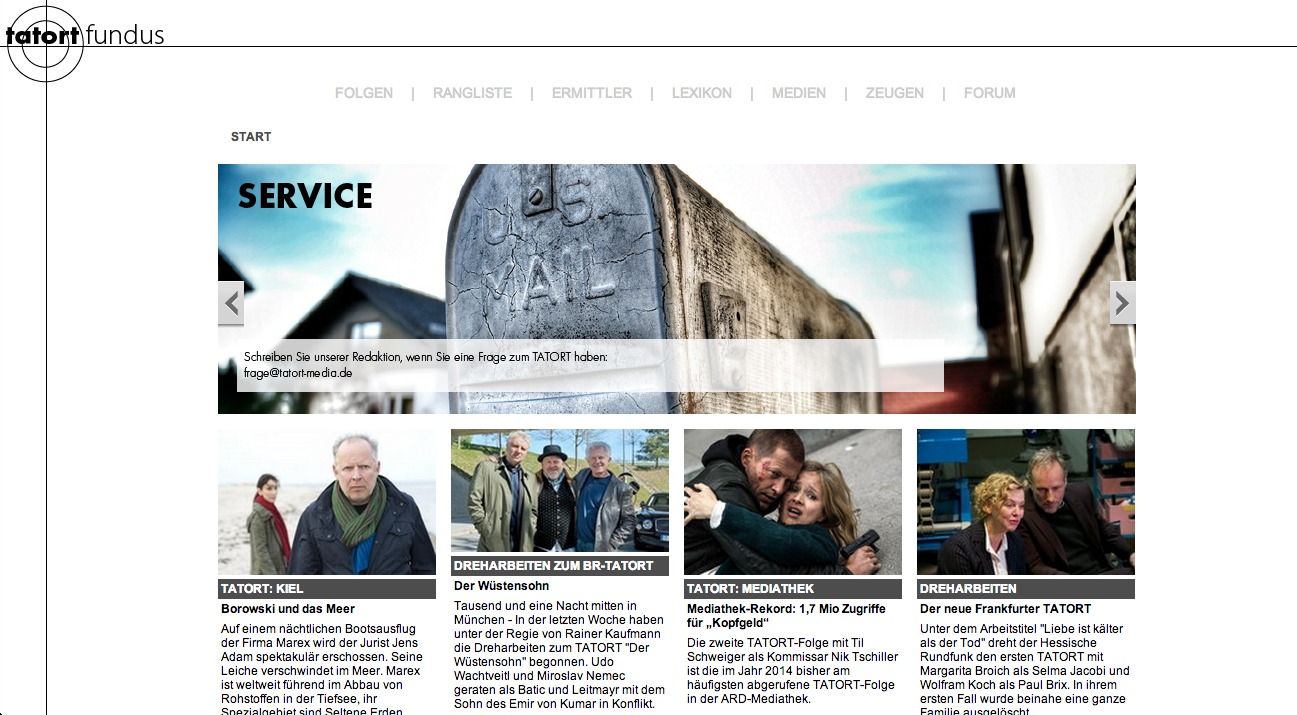 tatort fundus
FOLGEN | RANGLISTE | ERMITTLER | LEXIKON | MEDIEN | ZEUGEN | FORUM
START
SERVICE
U.S
MAIL
Schreiben Sie unserer Redaktion, wenn Sie eine Frage zum TATORT haben:
frage@tatort-media.de
TATORT: KIEL
Borowski und das Meer
Auf einem nächtlichen Bootsausflug
der Firma Marex wird der Jurist Jens
Adam spektakulär erschossen. Seine
Leiche verschwindet im Meer. Marex
ist weltweit führend im Abbau von
Rohstoffen in der Tiefsee, ihr
Spezialgebiet sind Seltene Erden
DREHARBEITEN ZUM BR-TATORT
Der Wüstensohn
Tausend und eine Nacht mitten in
München - In der letzten Woche haben
unter der Regie von Rainer Kaufmann
die Dreharbeiten zum TATORT "Der
Wüstensohn" begonnen. Udo
Wachtveitl und Miroslav Nemec
geraten als Batic und Leitmayr mit dem
Sohn des Emir von Kumar in Konflikt.
TATORT: MEDIATHEK
Mediathek-Rekord: 1,7 Mio Zugriffe
für „Kopfgeld“
Die zweite TATORT-Folge mit Til
Schweiger als Kommissar Nik Tschiller
ist die im Jahr 2014 bisher am
häufigsten abgerufene TATORT-Folge
in der ARD-Mediathek.
DREHARBEITEN
Der neue Frankfurter TATORT
Unter dem Arbeitstitel "Liebe ist kälter
als der Tod" dreht der Hessische
Rundfunk den ersten TATORT mit
Margarita Broich als Selma Jacobi und
Wolfram Koch als Paul Brix. In ihrem
ersten Fall wurde beinahe eine ganze
Familie ausgelöscht.